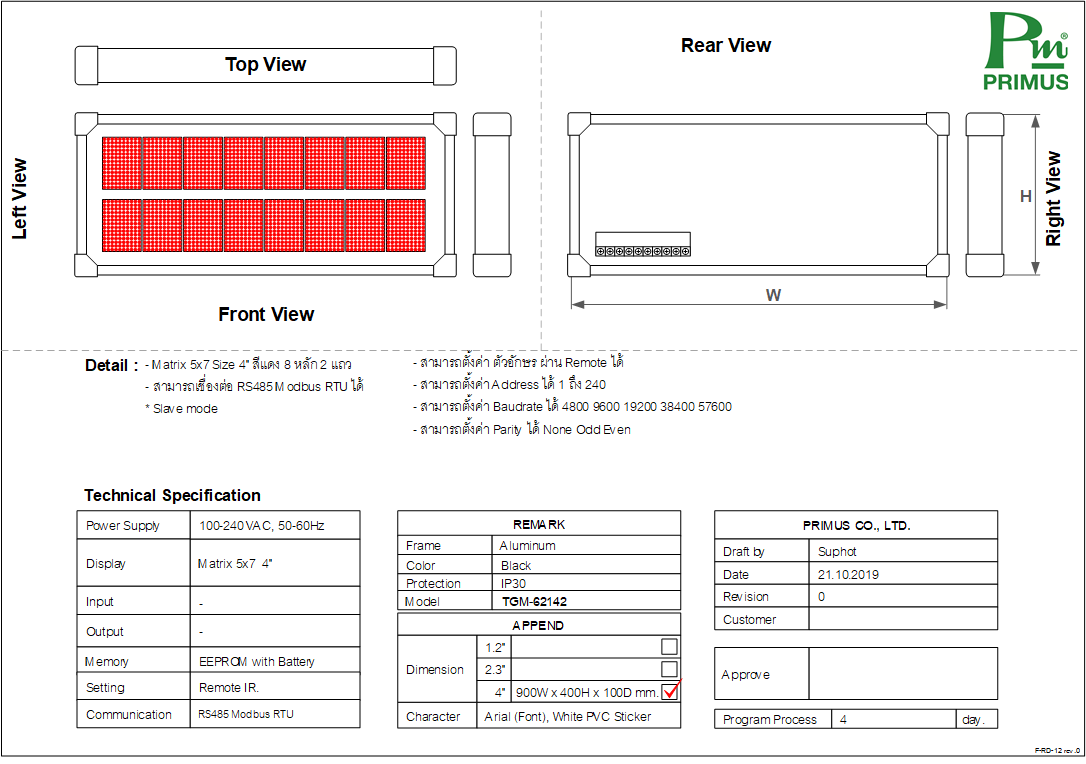 Top View
Rear View
Pm®
PRIMUS
Left View
H
Right View
W
Front View
Detail : - Matrix 5x7 Size 4" สีแดง 8 หลัก 2 แถว
- สามารถเชื่องต่อ RS485 Modbus RTU ได้
* Slave mode
- สามารถตั้งค่า ตัวอักษร ผ่าน Remote ได้
- สามารถตั้งค่า Address ได้ 1 ถึง 240
- สามารถตั้งค่า Baudrate ได้ 4800 9600 19200 38400 57600
- สามารถตั้งค่า Parity ได้ None Odd Even
Technical Specification
Power Supply 100-240 VAC, 50-60Hz
Display Matrix 5x7 4"
Input -
Output -
Memory EEPROM with Battery
Setting Remote IR.
Communication RS485 Modbus RTU
REMARK
Frame Aluminum
Color Black
Protection IP30
Model TGM-62142
APPEND
Dimension
1.2"
2.3"
4" 900W x 400H x 100D mm.
Character Arial (Font), White PVC Sticker
PRIMUS CO., LTD.
Draft by Suphot
Date 21.10.2019
Revision 0
Customer
Approve
Program Process 4 day.
F-RD-12 rev.0